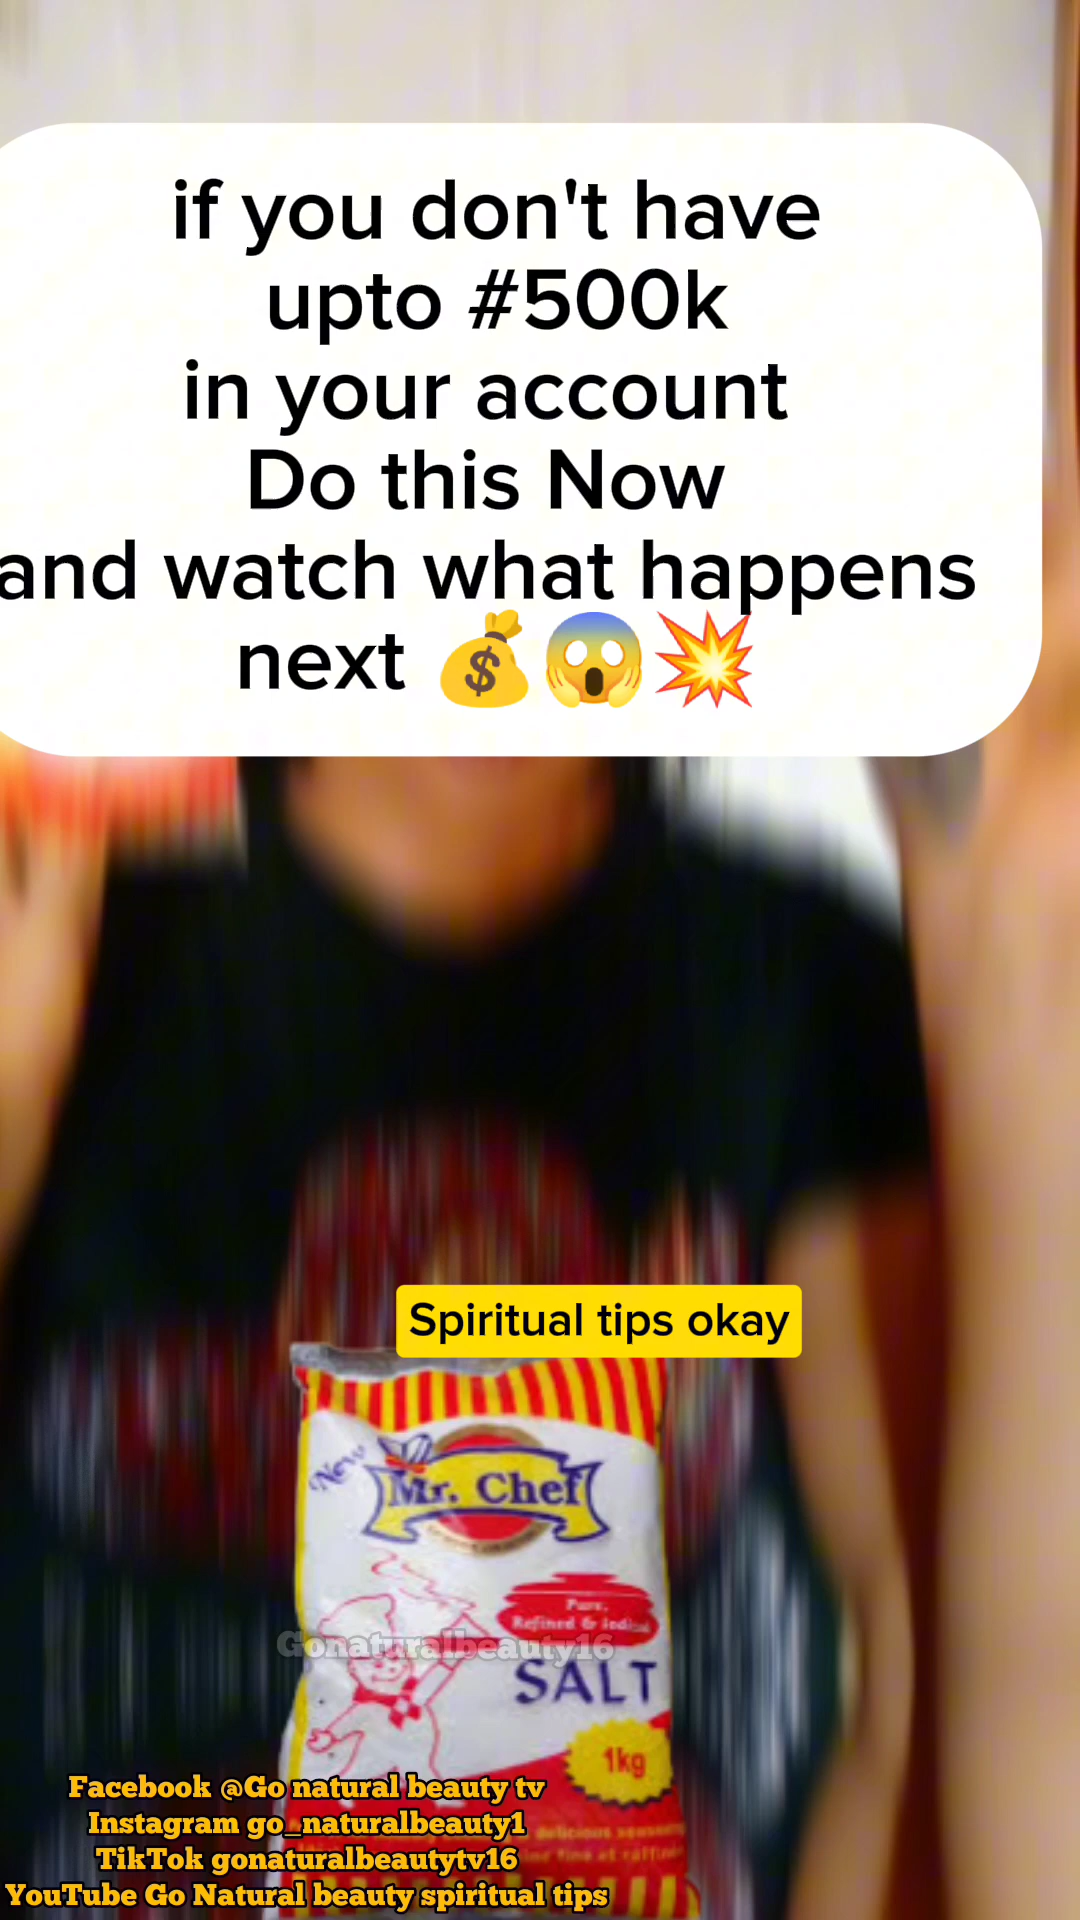 if you don't have
upto #500k
in your account
Do this Now
and watch what happens
next 💰😱💥
Spiritual tips okay
New
Mr. Chef
Pure,
Refined & Iodized
Gonaturalbeauty16
SALT
1kg
Facebook @Go natural beauty tv
Instagram go_naturalbeauty1
delicious
TikTok gonaturalbeautytv16
YouTube Go Natural beauty spiritual tips